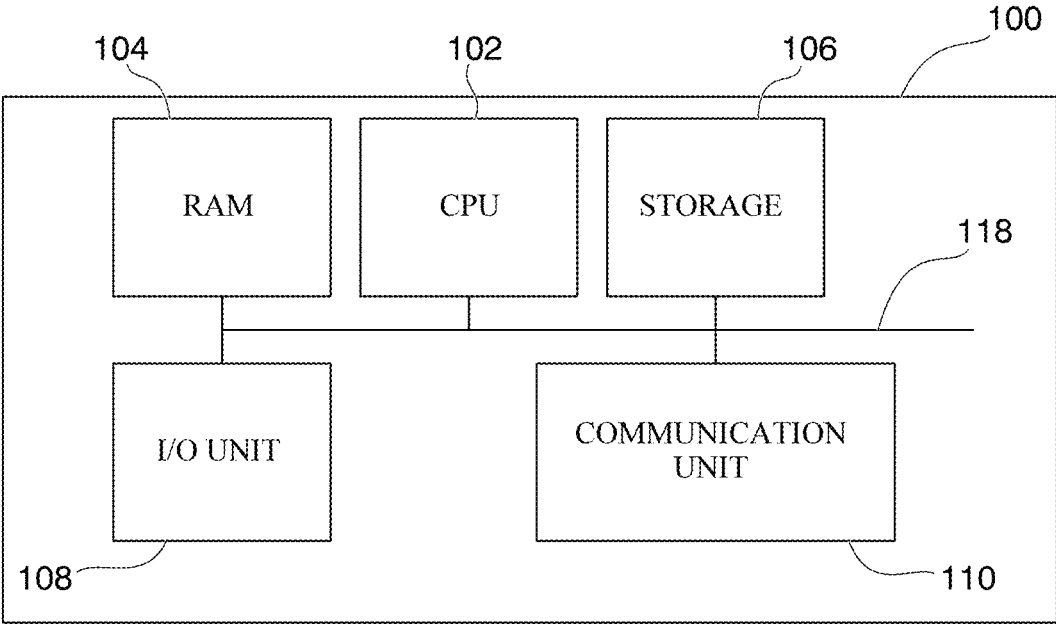 100
104
102
106
RAM
CPU
STORAGE
118
I/O UNIT
COMMUNICATION
UNIT
108
110